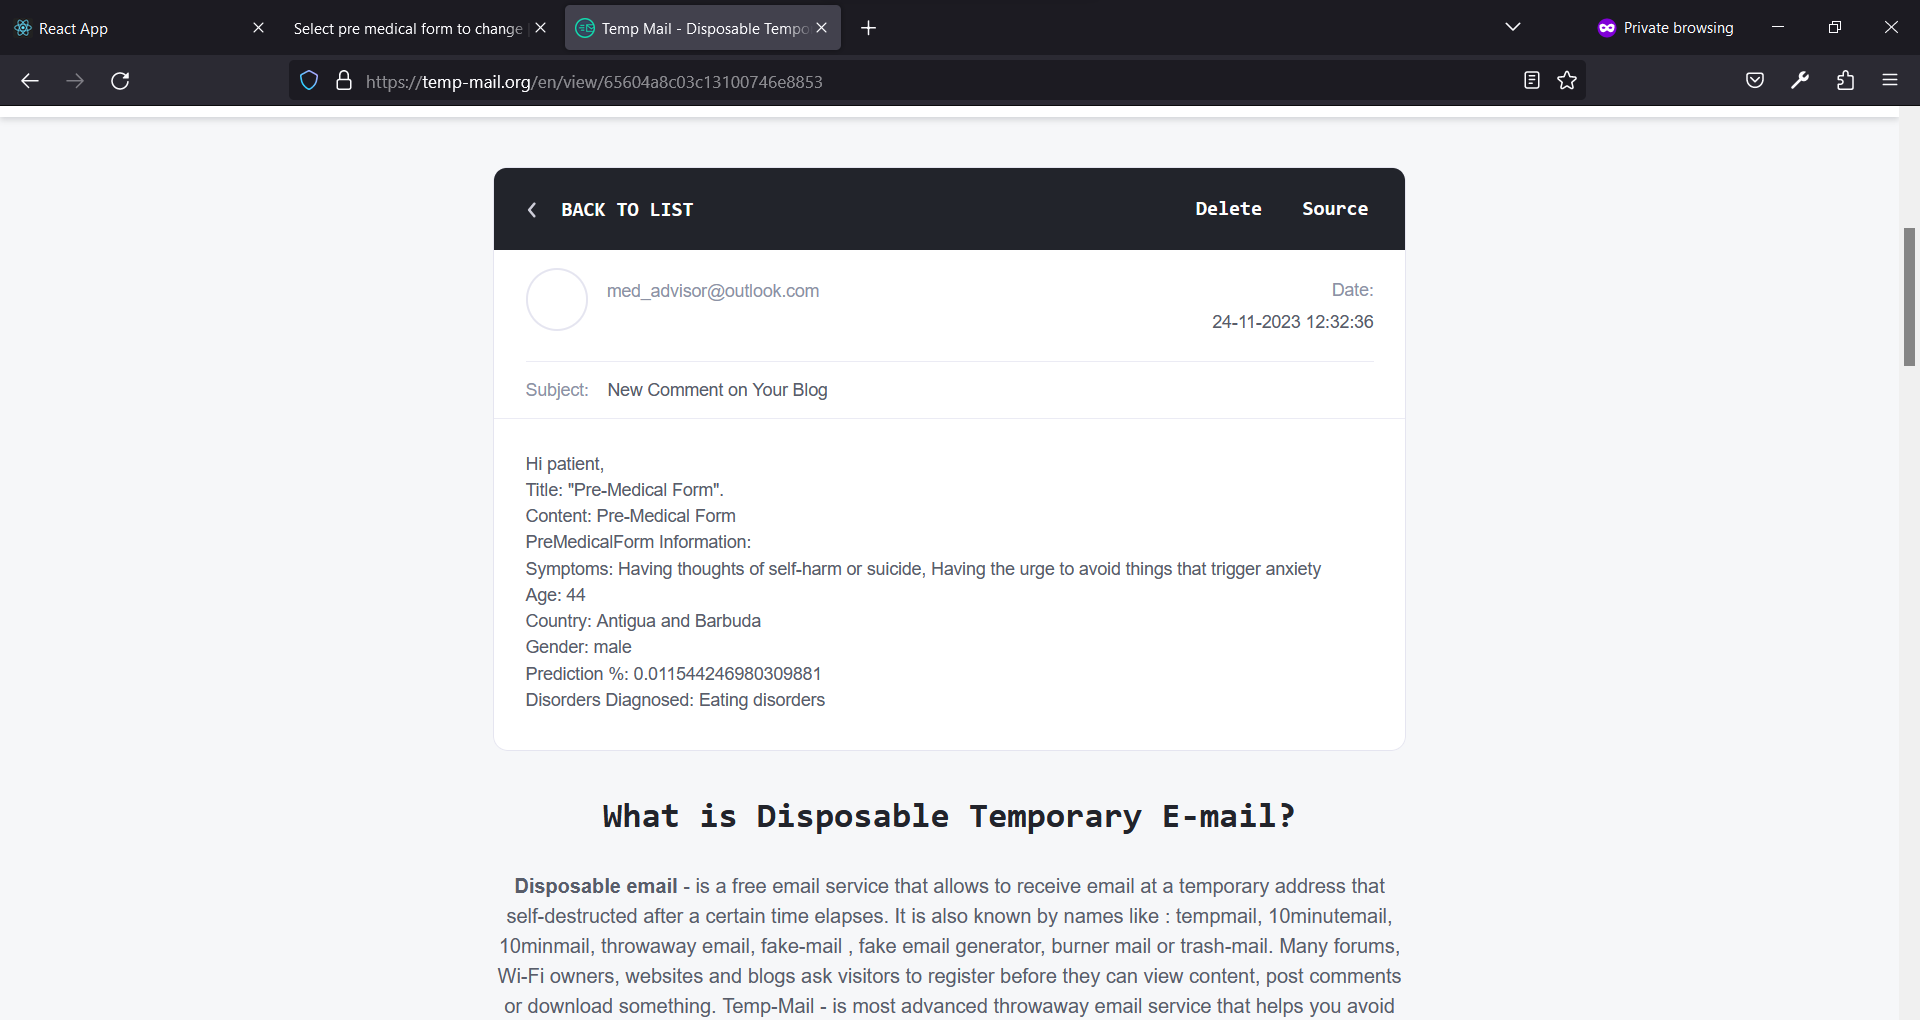 React App
Select pre medical form to change
Temp Mail - Disposable Tempo
Private browsing
https://temp-mail.org/en/view/65604a8c03c13100746e8853
BACK TO LIST
Delete
Source
med_advisor@outlook.com
Date:
24-11-2023 12:32:36
Subject: New Comment on Your Blog
Hi patient,
Title: "Pre-Medical Form".
Content: Pre-Medical Form
PreMedicalForm Information:
Symptoms: Having thoughts of self-harm or suicide, Having the urge to avoid things that trigger anxiety
Age: 44
Country: Antigua and Barbuda
Gender: male
Prediction %: 0.011544246980309881
Disorders Diagnosed: Eating disorders
What is Disposable Temporary E-mail?
Disposable email - is a free email service that allows to receive email at a temporary address that
self-destructed after a certain time elapses. It is also known by names like : tempmail, 10minutemail,
10minmail, throwaway email, fake-mail , fake email generator, burner mail or trash-mail. Many forums,
Wi-Fi owners, websites and blogs ask visitors to register before they can view content, post comments
or download something. Temp-Mail - is most advanced throwaway email service that helps you avoid